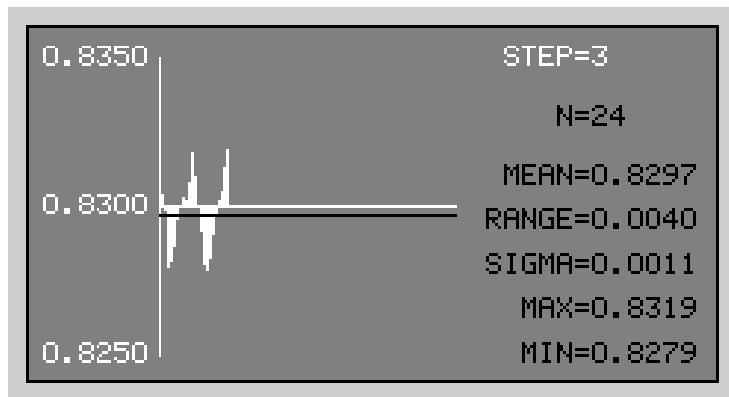 0.8350
STEP=3
N=24
MEAN=0.8297
0.8300
RANGE=0.0040
SIGMA=0.0011
MAX=0.8319
0.8250
MIN=0.8279